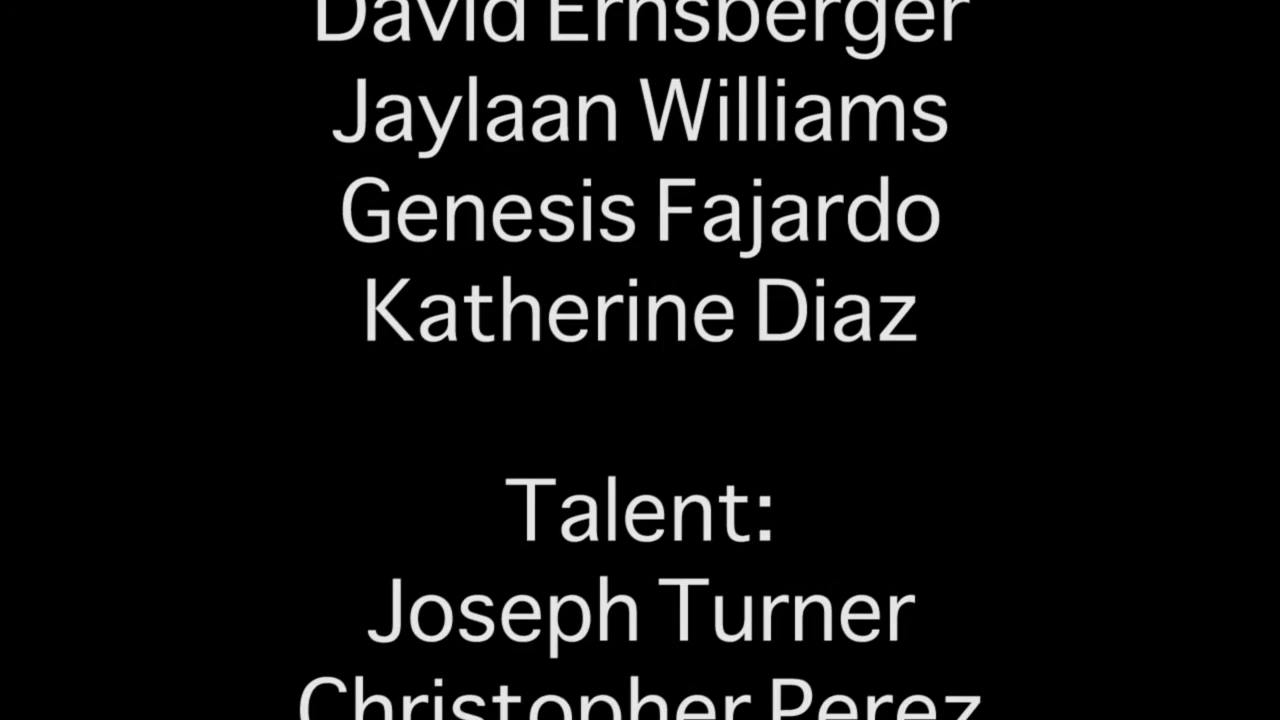 David Ernsberger
Jaylaan Williams
Genesis Fajardo
Katherine Diaz
Talent:
Joseph Turner
Christopher Perez